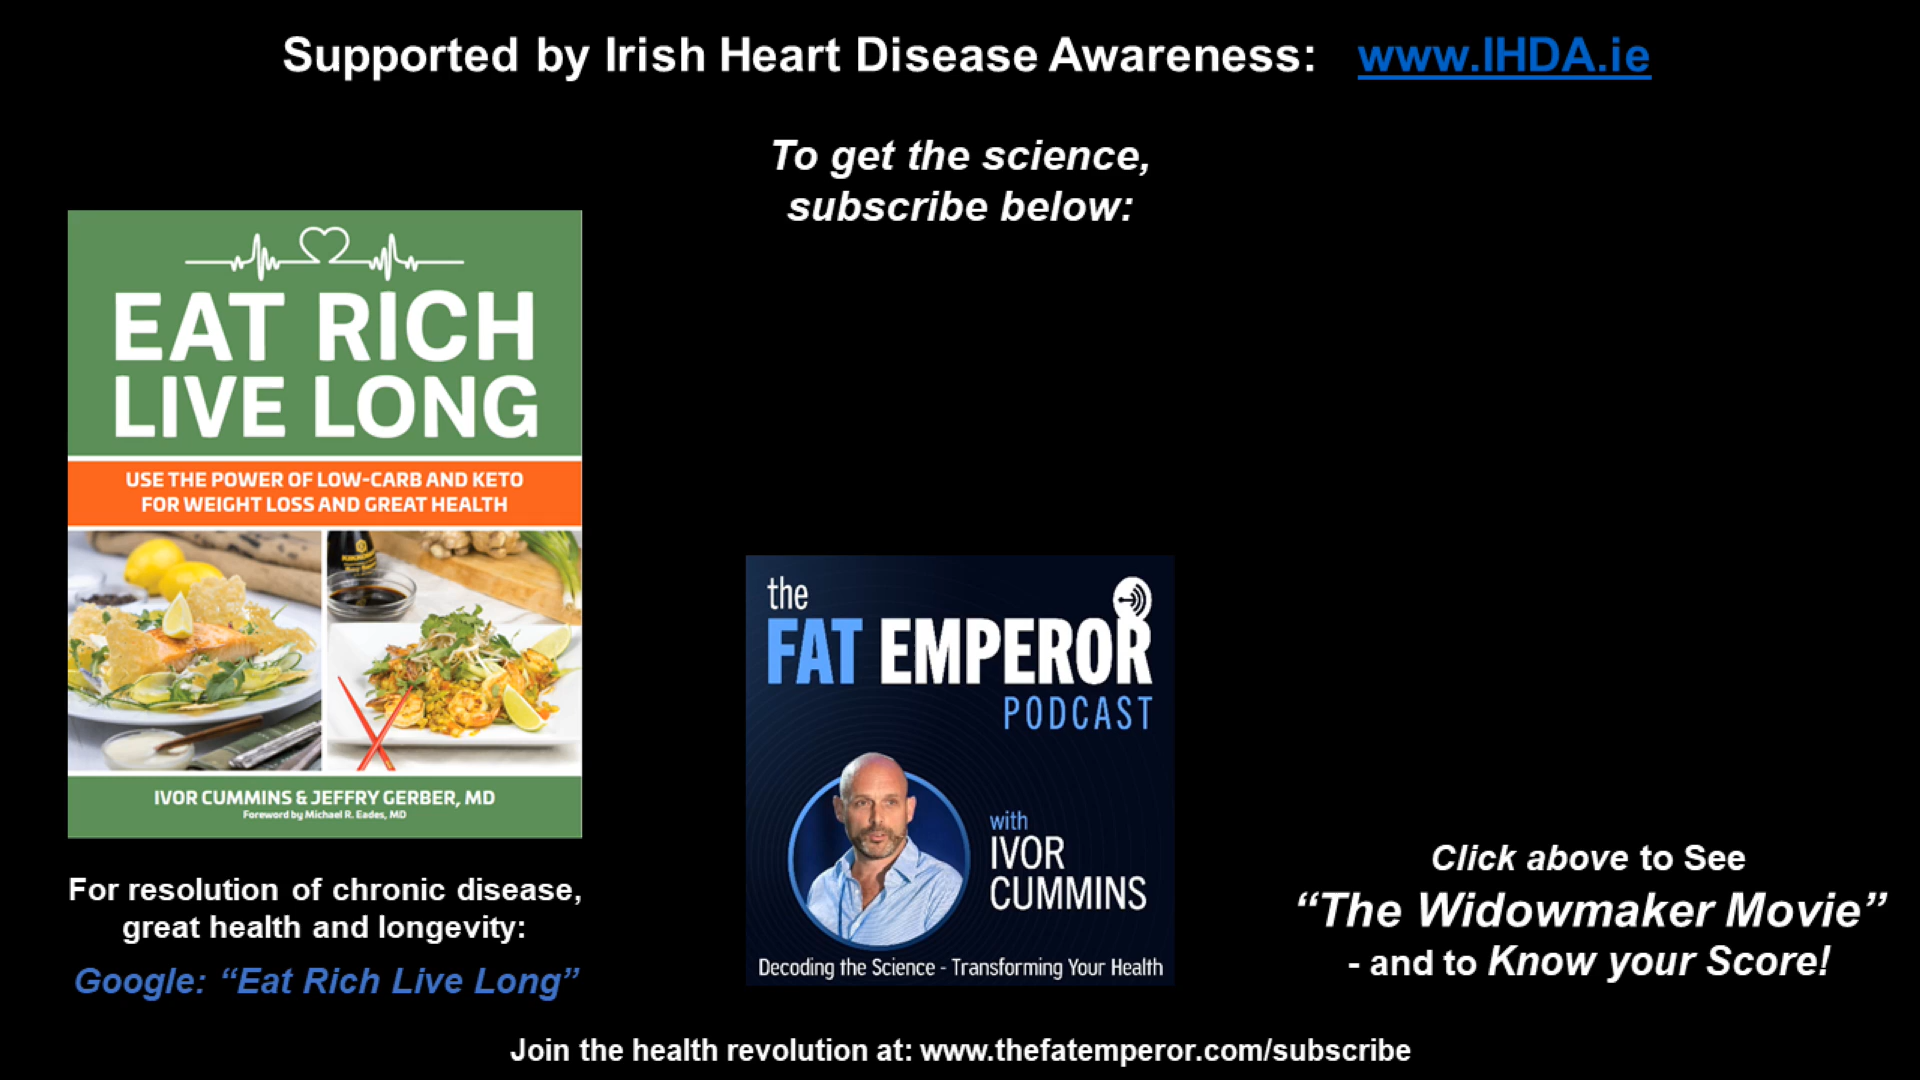 Supported by Irish Heart Disease Awareness: www.IHDA.ie
To get the science,
subscribe below:
EAT RICH
LIVE LONG
USE THE POWER OF LOW-CARB AND KETO
FOR WEIGHT LOSS AND GREAT HEALTH
IVOR CUMMINS & JEFFRY GERBER, MD
Foreword by Michael R. Eades, MD
For resolution of chronic disease,
great health and longevity:
Google: “Eat Rich Live Long”
the
FAT EMPEROR
PODCAST
with
IVOR
CUMMINS
Decoding the Science - Transforming Your Health
Click above to See
“The Widowmaker Movie”
- and to Know your Score!
Join the health revolution at: www.thefatemperor.com/subscribe